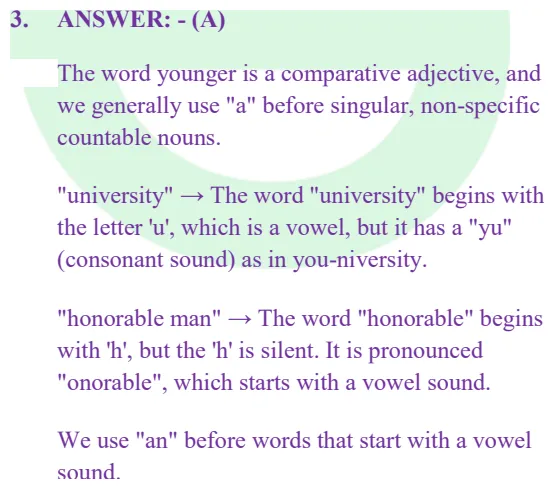 3. ANSWER: - (A)
The word younger is a comparative adjective, and
we generally use "a" before singular, non-specific
countable nouns.
"university" → The word "university" begins with
the letter 'u', which is a vowel, but it has a "yu"
(consonant sound) as in you-niversity.
"honorable man" → The word "honorable" begins
with 'h', but the 'h' is silent. It is pronounced
"onorable", which starts with a vowel sound.
We use "an" before words that start with a vowel
sound.